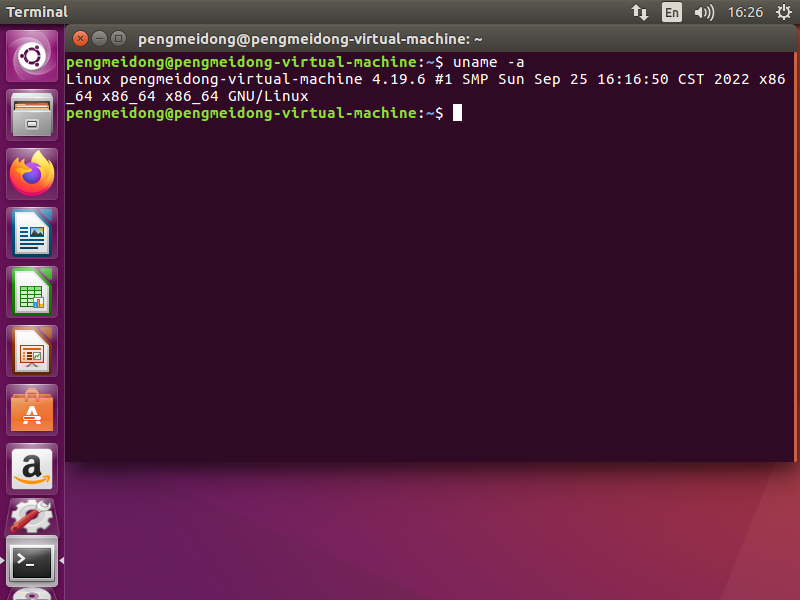 Terminal
En
16:26
pengmeidong@pengmeidong-virtual-machine: ~
pengmeidong@pengmeidong-virtual-machine:~$ uname -a
Linux pengmeidong-virtual-machine 4.19.6 #1 SMP Sun Sep 25 16:16:50 CST 2022 x86
_64 x86_64 x86_64 GNU/Linux
pengmeidong@pengmeidong-virtual-machine:~$